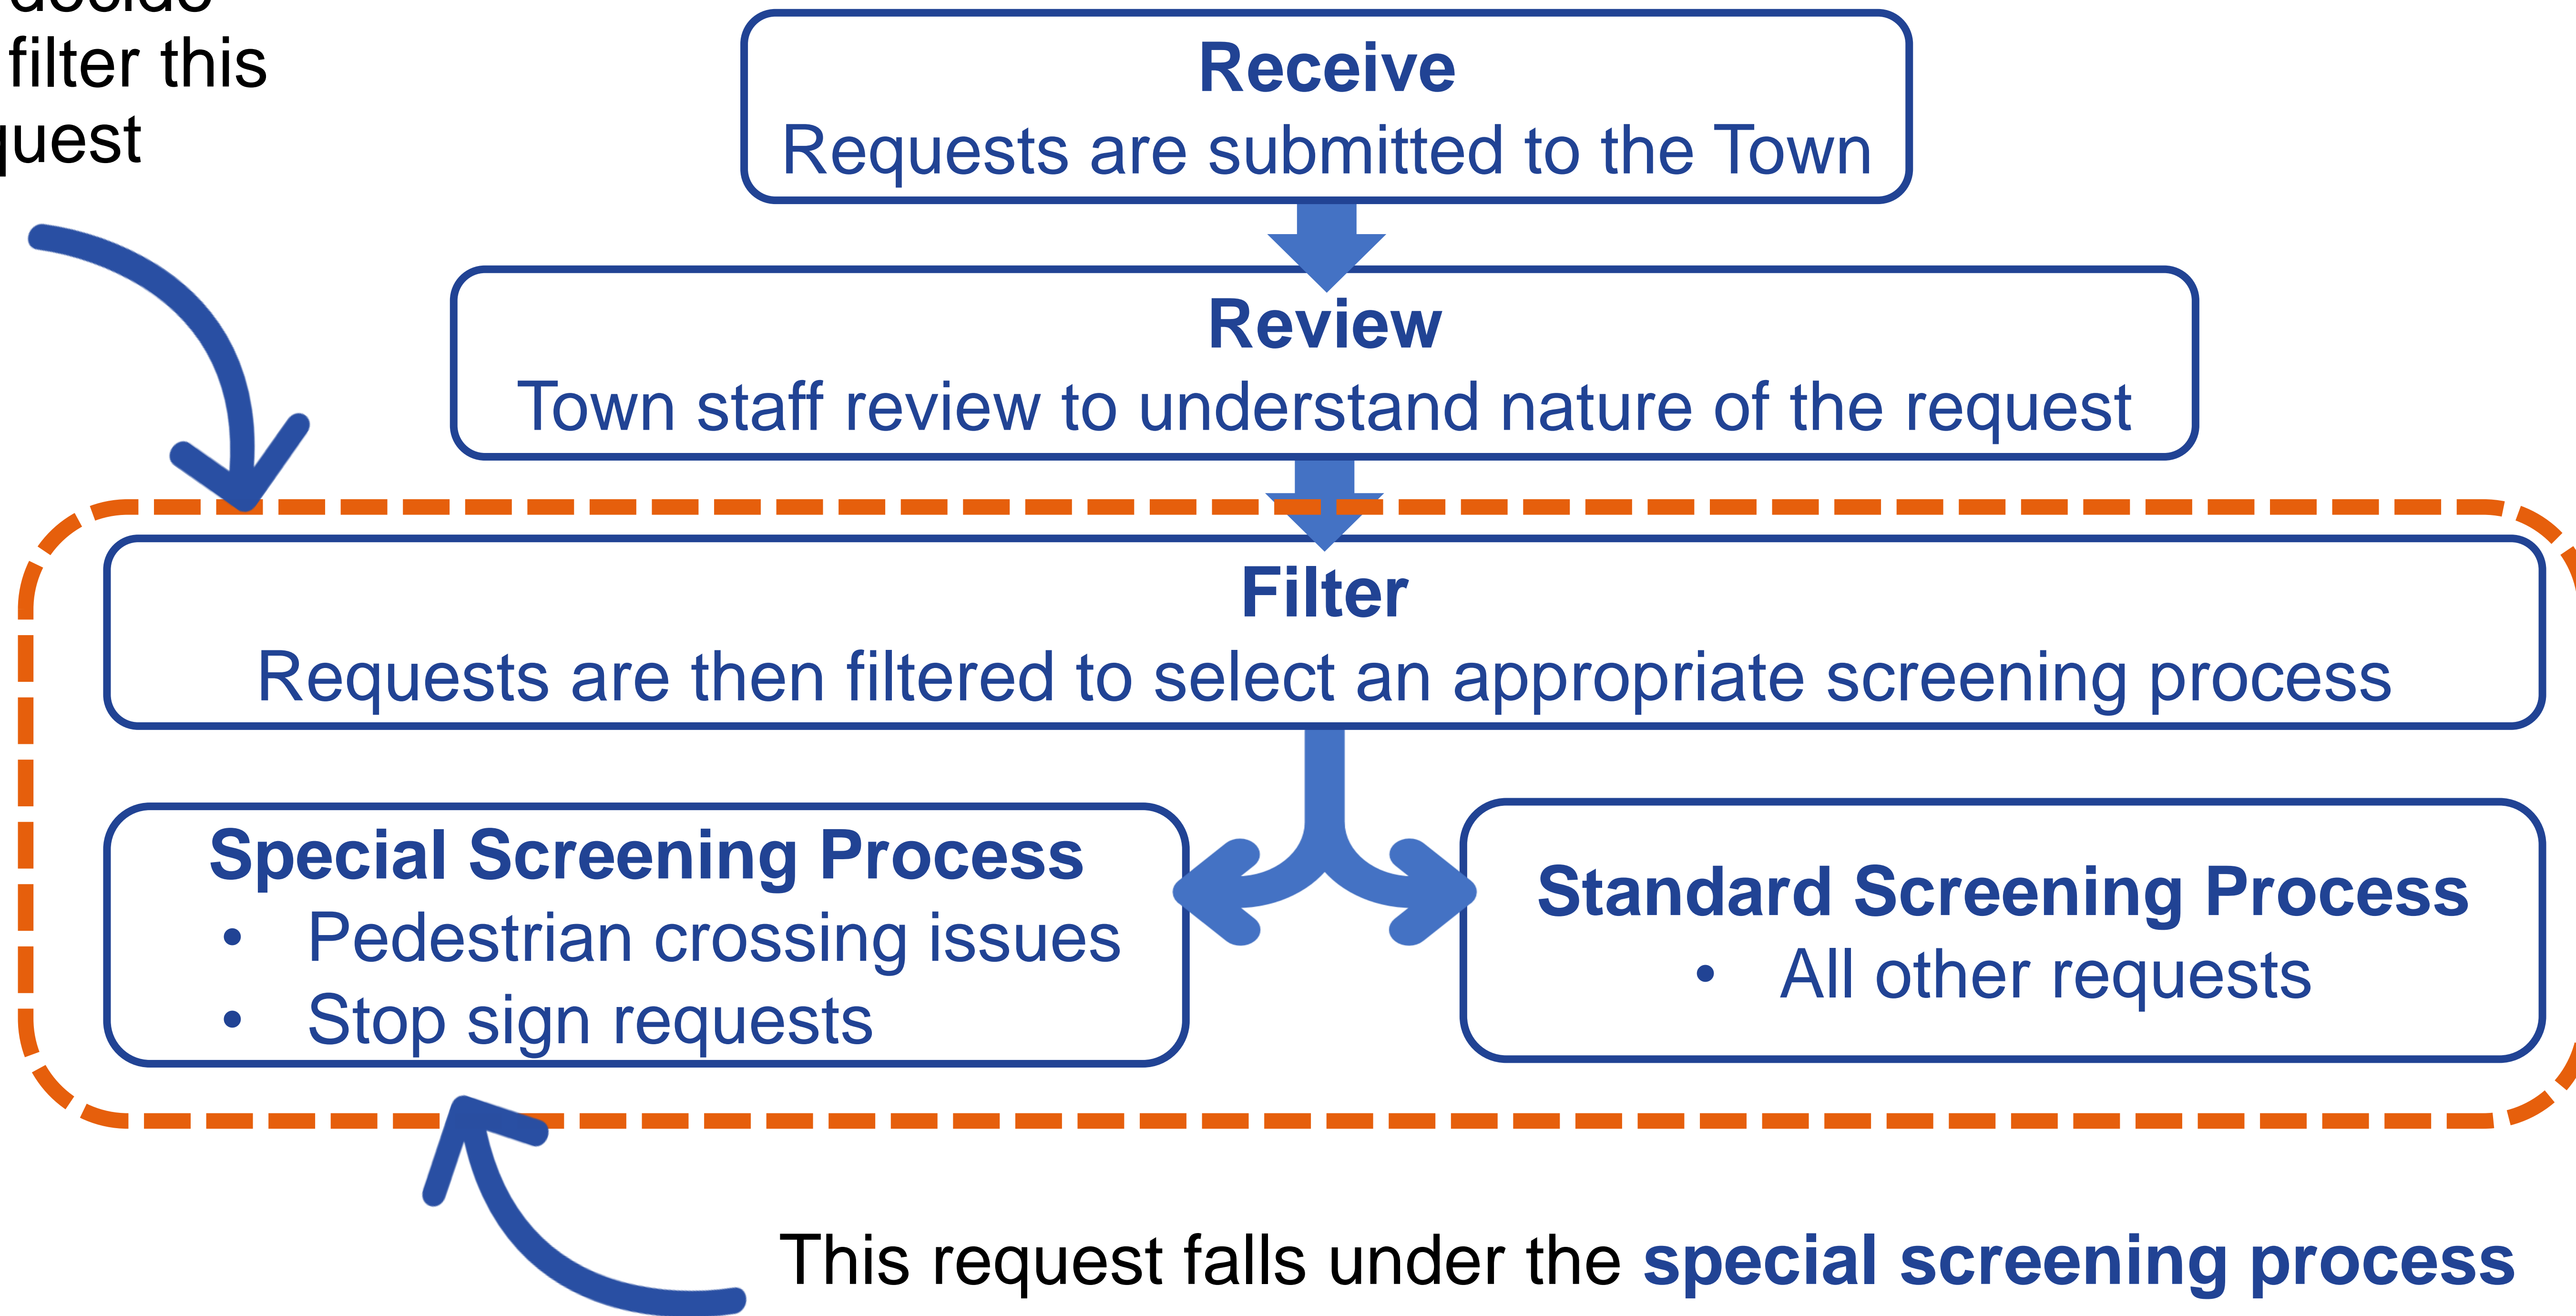 decide
filter this
Receive
Requests are submitted to the Town
Review
Town staff review to understand nature of the request
Filter
Requests are then filtered to select an appropriate screening process
Special Screening Process
• Pedestrian crossing issues
• Stop sign requests
Standard Screening Process
• All other requests
This request falls under the special screening process